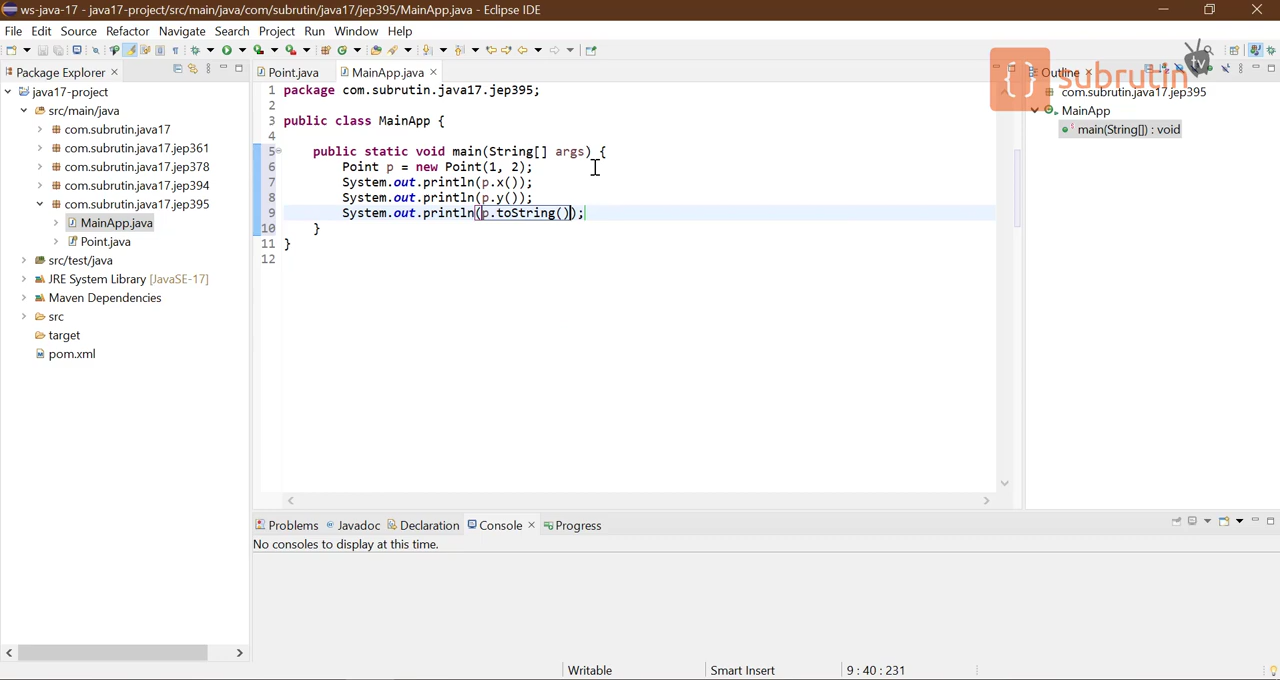 ws-java-17 - java17-project/src/main/java/com/subrutin/java17/jep395/MainApp.java - Eclipse IDE
File Edit Source Refactor Navigate Search Project Run Window Help
Package Explorer
java17-project
src/main/java
com.subrutin.java17
com.subrutin.java17.jep361
com.subrutin.java17.jep378
com.subrutin.java17.jep394
com.subrutin.java17.jep395
MainApp.java
Point.java
src/test/java
JRE System Library [JavaSE-17]
Maven Dependencies
src
target
pom.xml
Point.java MainApp.java
1 package com.subrutin.java17.jep395;
2
3 public class MainApp {
4
5 public static void main(String[] args) {
6 Point p = new Point(1, 2);
7 System.out.println(p.x());
8 System.out.println(p.y());
9 System.out.println(p.toString());
10 }
11 }
12
{} subrutin tv
Outline
com.subrutin.java17.jep395
MainApp
main(String[]) : void
Problems Javadoc Declaration Console Progress
No consoles to display at this time.
Writable Smart Insert 9 : 40 : 231